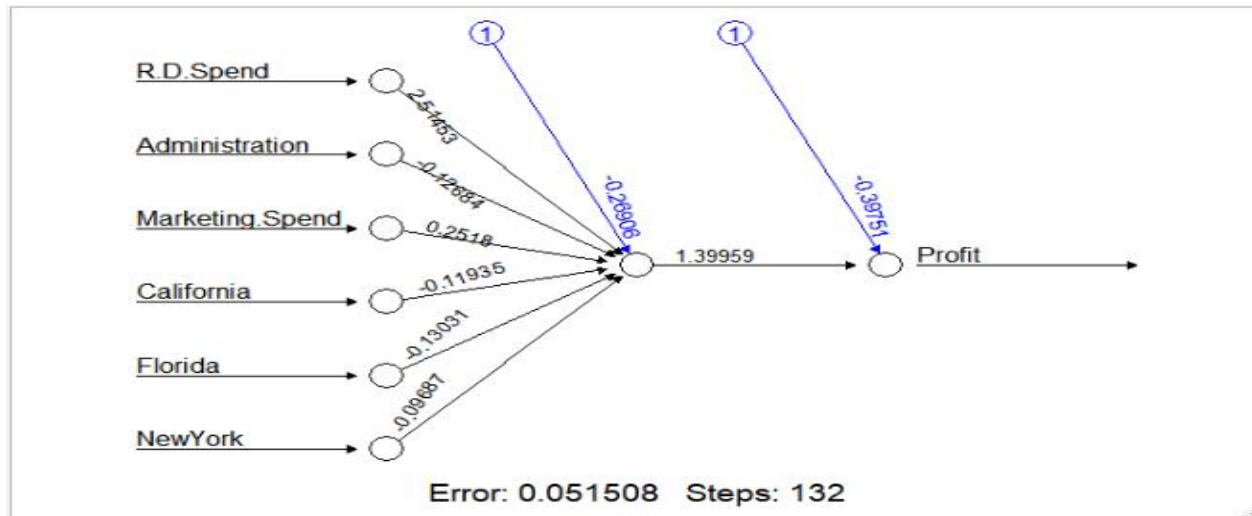 1
1
R.D.Spend
2.51453
Administration
-0.12684
Marketing.Spend
0.2518
-0.26906
-0.39751
1.39959
Profit
California
-0.11935
Florida
-0.13031
NewYork
-0.09687
Error: 0.051508 Steps: 132